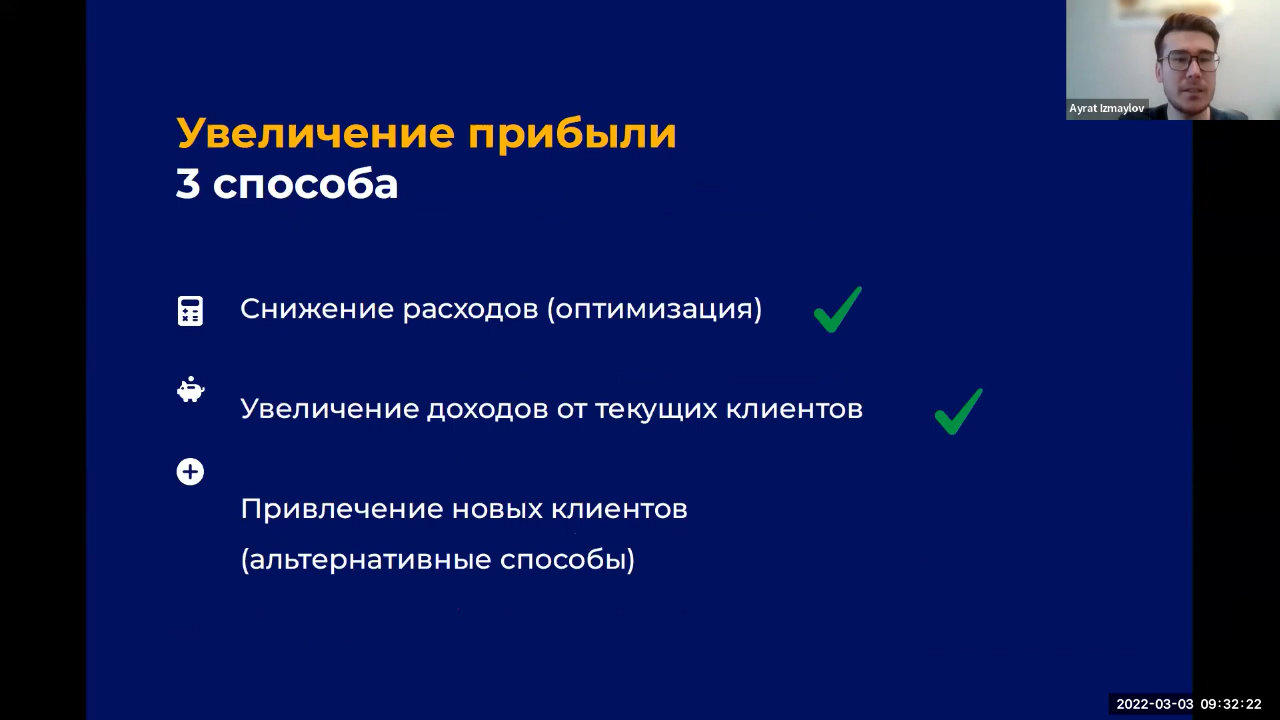 Ayrat Izmaylov
Увеличение прибыли
3 способа
Снижение расходов (оптимизация)
Увеличение доходов от текущих клиентов
Привлечение новых клиентов
(альтернативные способы)
2022-03-03 09:32:22